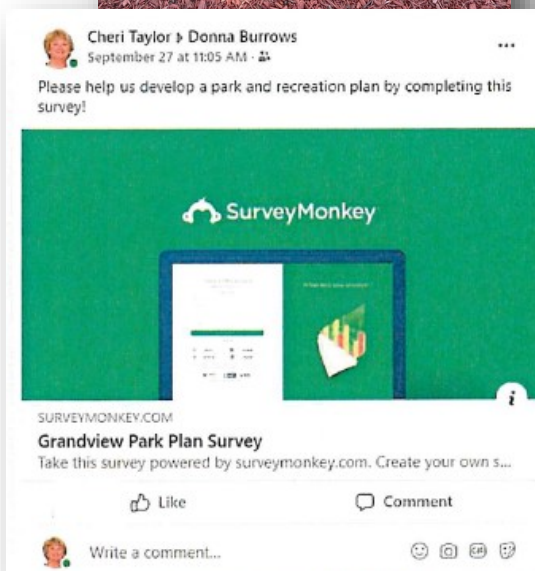 Cheri Taylor ▸ Donna Burrows
September 27 at 11:05 AM ·
...
Please help us develop a park and recreation plan by completing this
survey!
SurveyMonkey
i
SURVEYMONKEY.COM
Grandview Park Plan Survey
Take this survey powered by surveymonkey.com. Create your own s...
Like Comment
Write a comment...
GIF